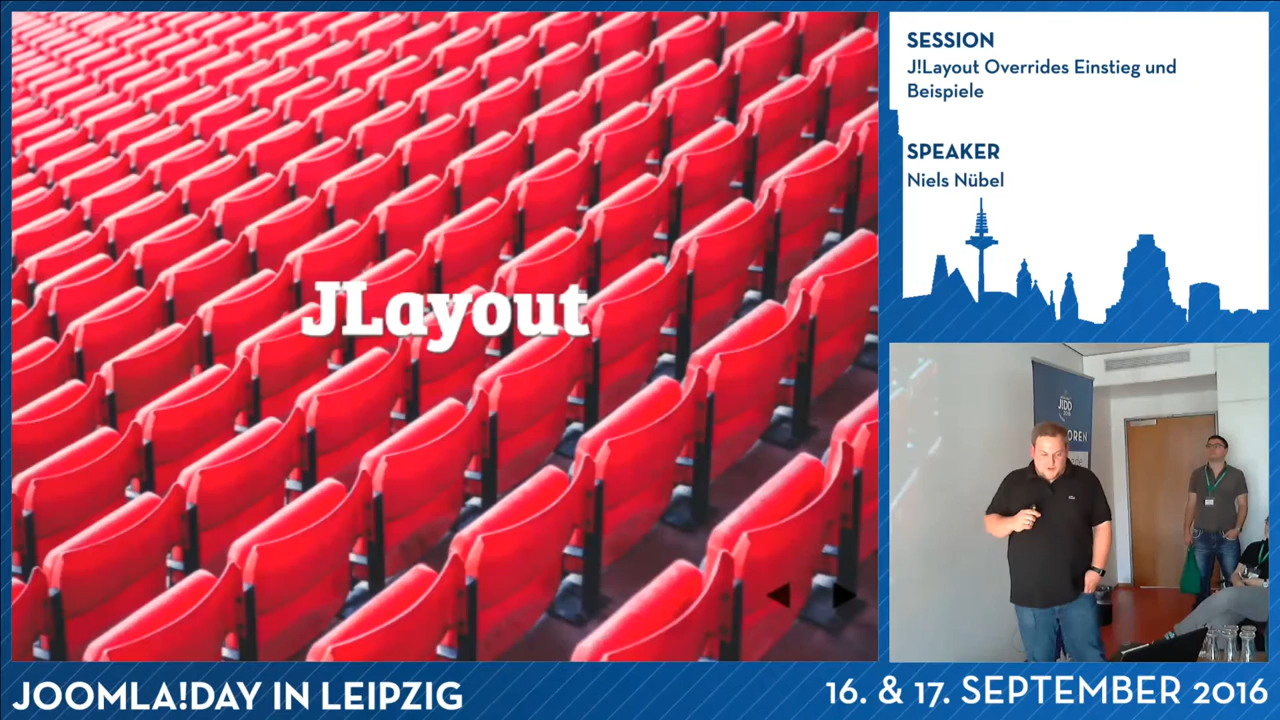 JLayout
SESSION
J!Layout Overrides Einstieg und
Beispiele
SPEAKER
Niels Nübel
JOOMLA!DAY IN LEIPZIG
16. & 17. SEPTEMBER 2016